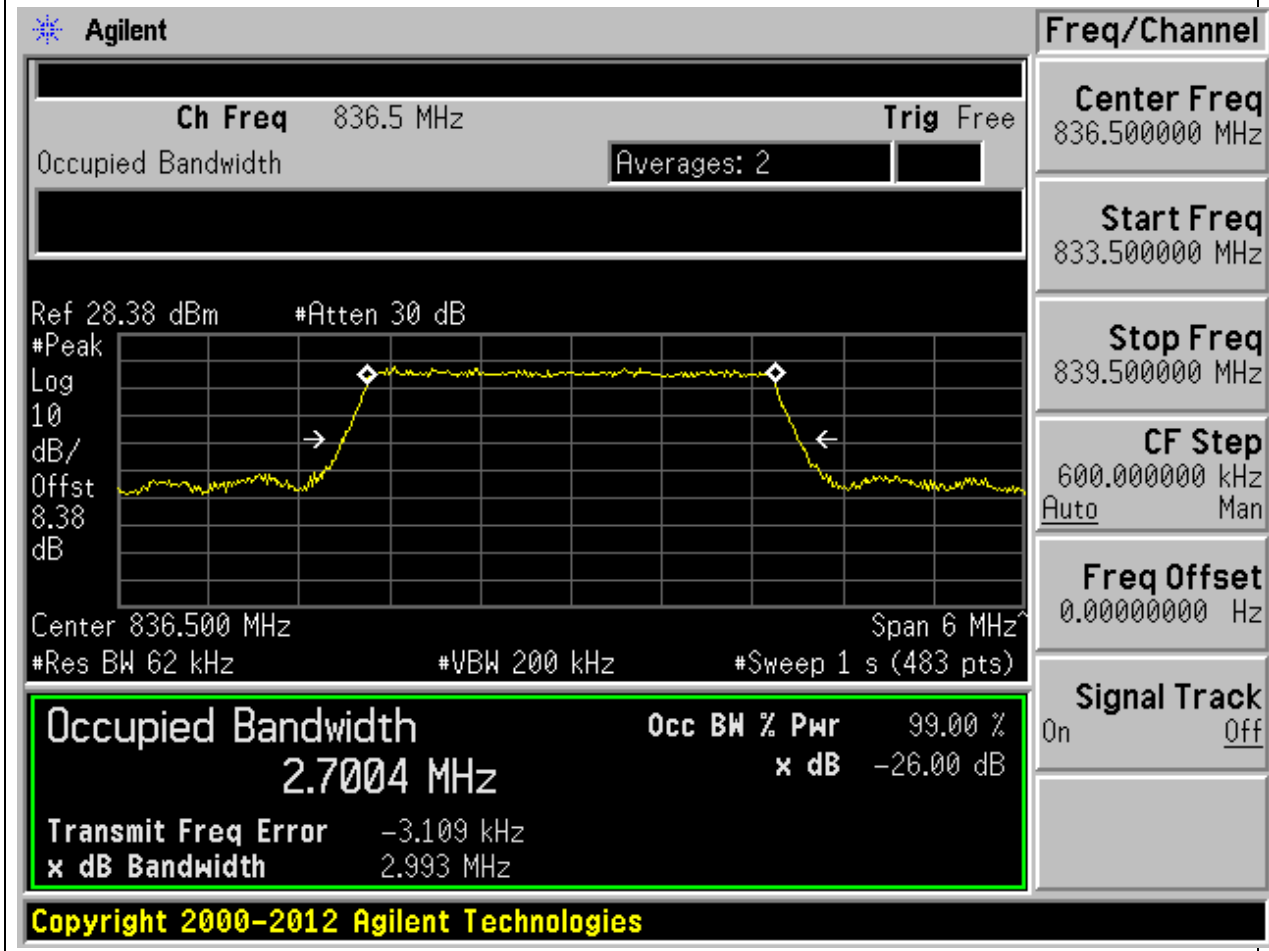 Agilent
Freq/Channel
Ch Freq 836.5 MHz Trig Free
Occupied Bandwidth Averages: 2
Center Freq
836.500000 MHz
Start Freq
833.500000 MHz
Stop Freq
839.500000 MHz
CF Step
600.000000 kHz
Auto Man
Freq Offset
0.00000000 Hz
Signal Track
On Off
Ref 28.38 dBm #Atten 30 dB
#Peak
Log
10
dB/
Offst
8.38
dB
Center 836.500 MHz Span 6 MHz^
#Res BW 62 kHz #VBW 200 kHz #Sweep 1 s (483 pts)
Occupied Bandwidth
2.7004 MHz
Occ BW % Pwr 99.00 %
x dB -26.00 dB
Transmit Freq Error -3.109 kHz
x dB Bandwidth 2.993 MHz
Copyright 2000-2012 Agilent Technologies